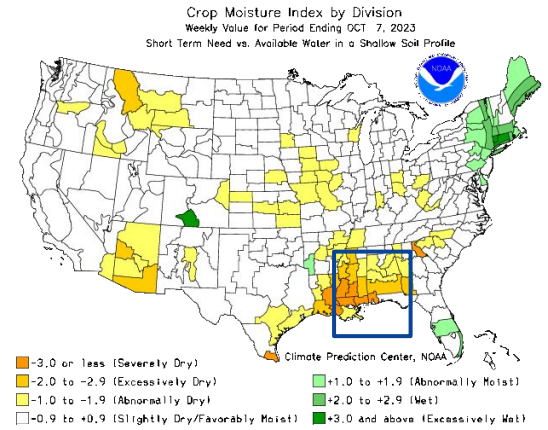 Crop Moisture Index by Division
Weekly Value for Period Ending OCT 7, 2023
Short Term Need vs. Available Water in a Shallow Soil Profile
NOAA
Climate Prediction Center, NOAA
-3.0 or less (Severely Dry)
-2.0 to -2.9 (Excessively Dry)
-1.0 to -1.9 (Abnormally Dry)
-0.9 to +0.9 (Slightly Dry/Favorably Moist)
+1.0 to +1.9 (Abnormally Moist)
+2.0 to +2.9 (Wet)
+3.0 and above (Excessively Wet)